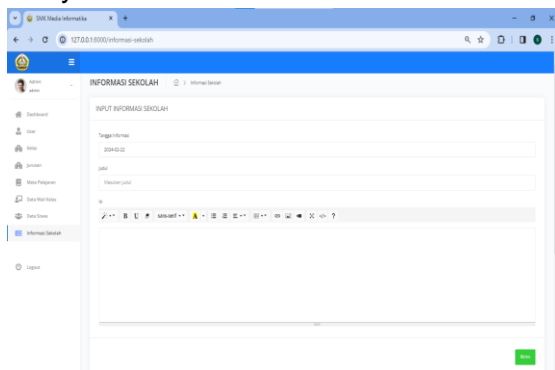 SMK Media Informatika
127.0.0.1:8000/informasi-sekolah
Admin
admin
INFORMASI SEKOLAH
Informasi Sekolah
INPUT INFORMASI SEKOLAH
Dashboard
User
Kelas
Jurusan
Mata Pelajaran
Data Wali Kelas
Data Siswa
Informasi Sekolah
Logout
Tanggal Informasi
2024-02-22
Judul
Masukan Judul
Isi
B U
sans-serif
A
?